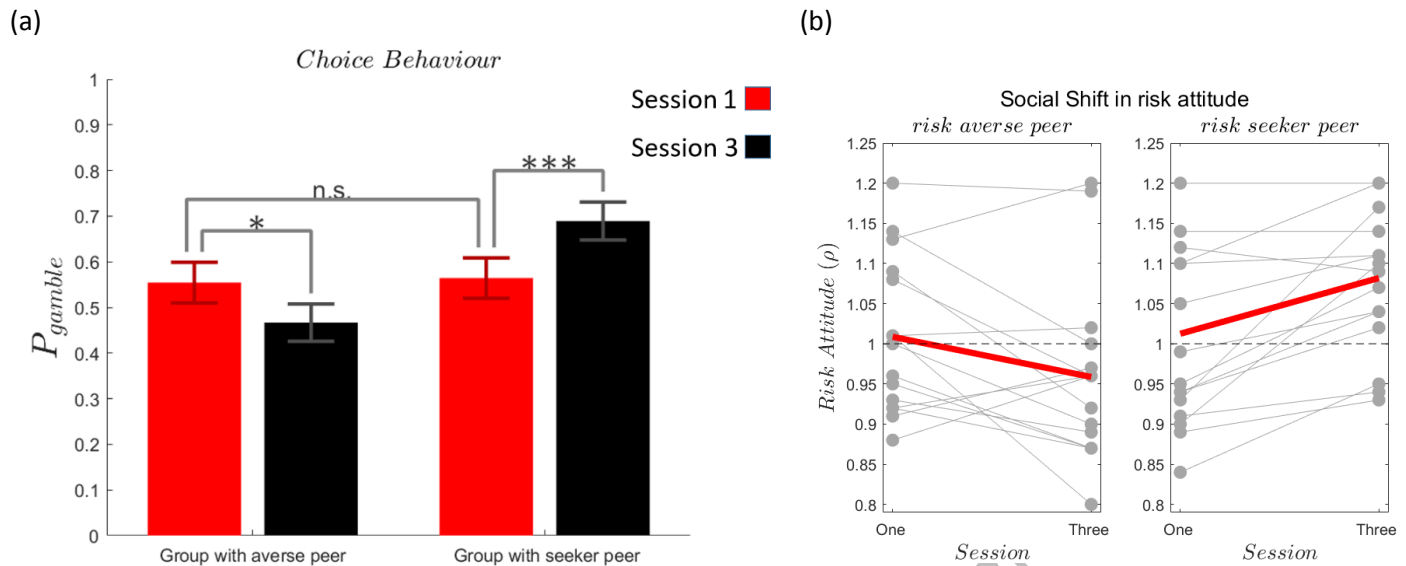 (a)
Choice Behaviour
Session 1
Session 3
P_gamble
1
0.9
0.8
0.7
0.6
0.5
0.4
0.3
0.2
0.1
0
n.s.
*
***
Group with averse peer
Group with seeker peer
(b)
Social Shift in risk attitude
risk averse peer
risk seeker peer
Risk Attitude (ρ)
1.25
1.2
1.15
1.1
1.05
1
0.95
0.9
0.85
0.8
One
Three
Session
1.25
1.2
1.15
1.1
1.05
1
0.95
0.9
0.85
0.8
One
Three
Session